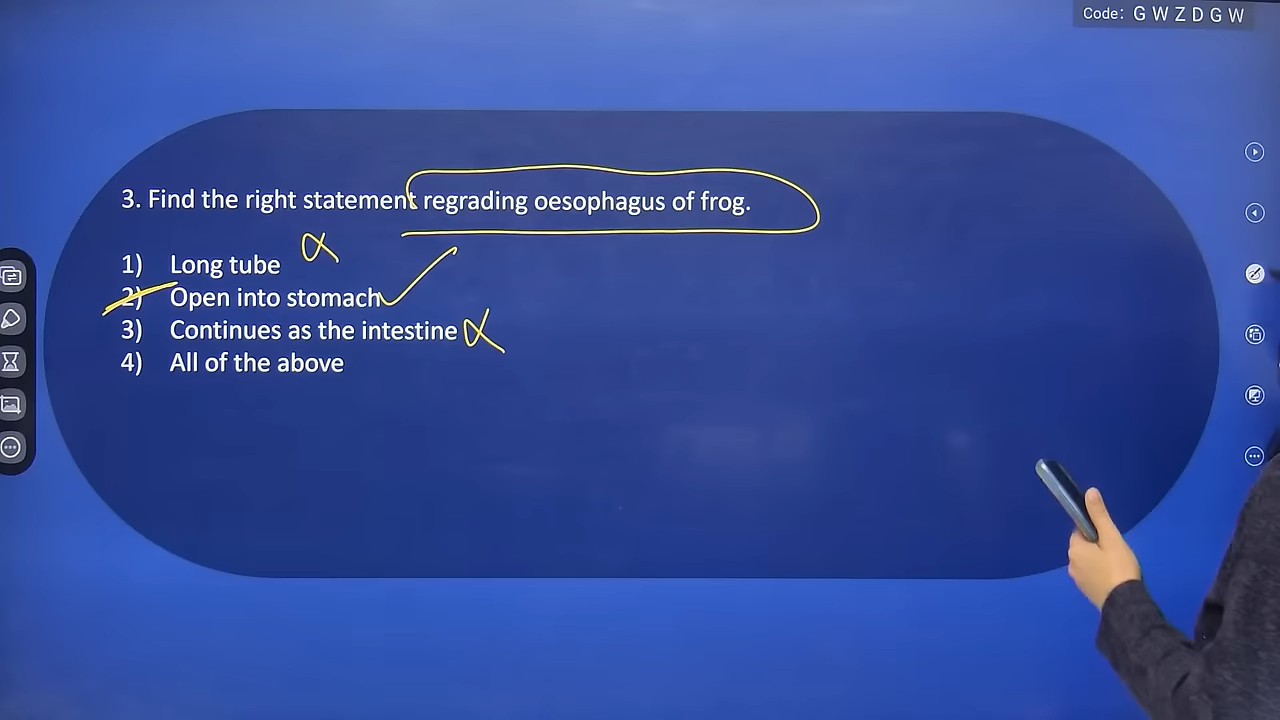 Code: G W Z D G W
3. Find the right statement regrading oesophagus of frog.
1) Long tube
2) Open into stomach
3) Continues as the intestine
4) All of the above